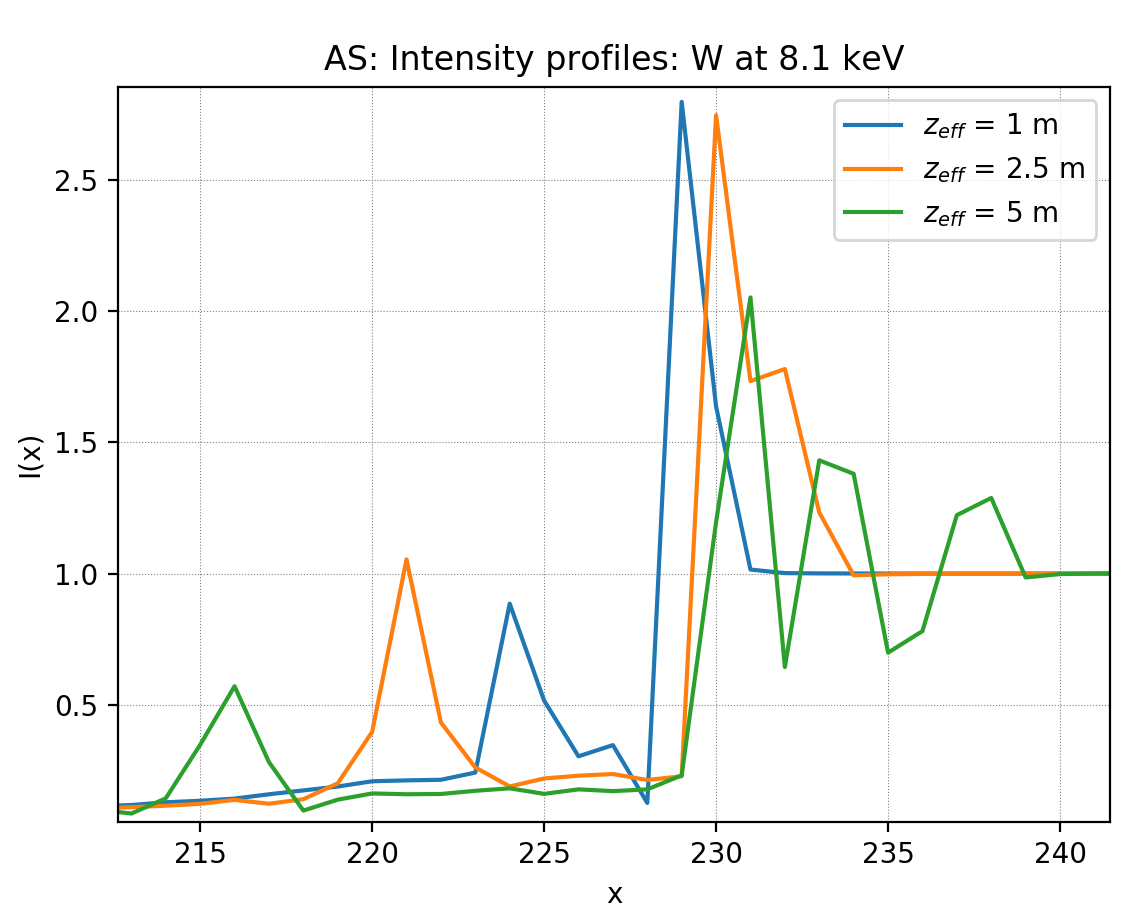 AS: Intensity profiles: W at 8.1 keV
z_eff = 1 m
z_eff = 2.5 m
z_eff = 5 m
2.5
2.0
1.5
1.0
0.5
I(x)
215 220 225 230 235 240
x